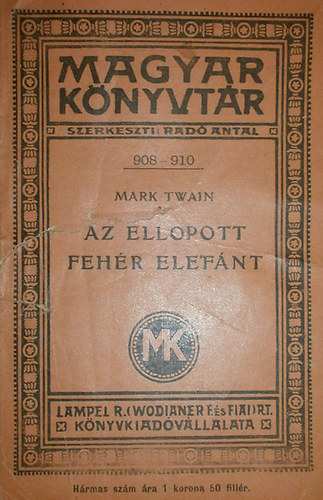 MAGYAR
KÖNYVTÁR
SZERKESZTI: RADÓ ANTAL
908 – 910
MARK TWAIN
AZ ELLOPOTT
FEHÉR ELEFÁNT
MK
LAMPEL R. (WODIANER F. és FIAI) R.T.
KÖNYVKIADÓVÁLLALATA
Hármas szám ára 1 korona 50 fillér.